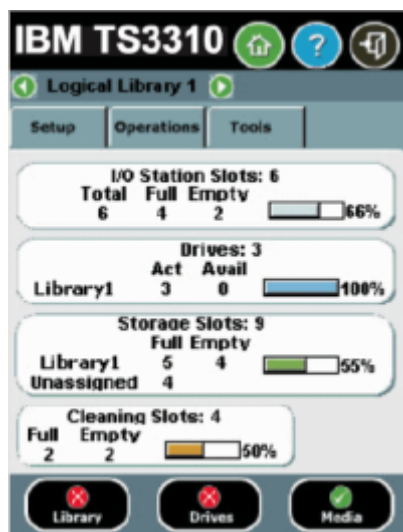 IBM TS3310
?
Logical Library 1
Setup Operations Tools
I/O Station Slots: 6
Total Full Empty
6 4 2 66%
Drives: 3
Act Avail
Library1 3 0 100%
Storage Slots: 9
Full Empty
Library1 5 4 55%
Unassigned 4
Cleaning Slots: 4
Full Empty
2 2 50%
Library Drives Media